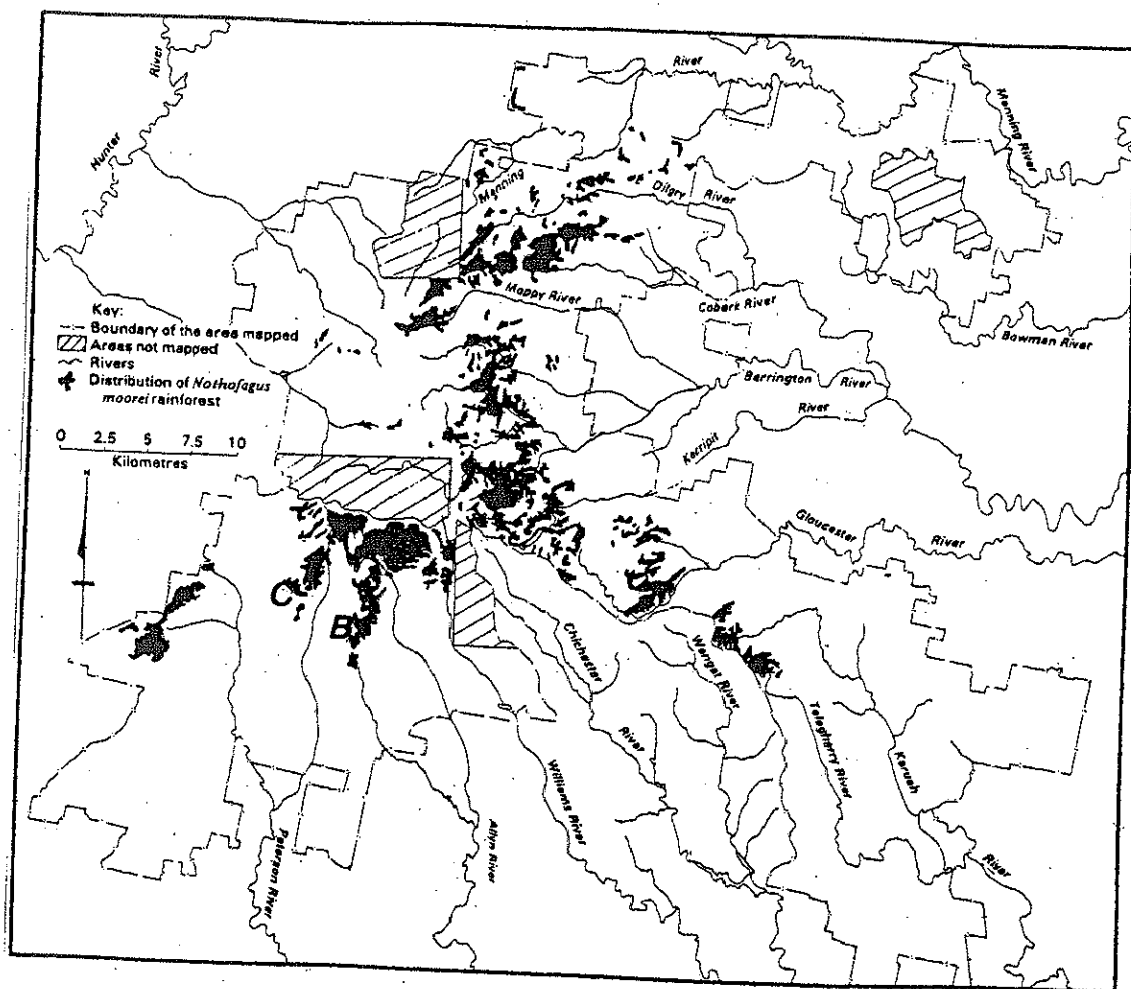 River
Hunter
River
Manning River
Manning
Dilgry River
Moppy River
Cobark River
Bowman River
Key:
Boundary of the area mapped
Areas not mapped
Rivers
Distribution of Nothofagus
moorei rainforest
0 2.5 5 7.5 10
Kilometres
Barrington River
Kerripit River
Gloucester River
C
B
Chichester River
Wangat River
Telegherry River
Karuah River
Williams River
Allyn River
Paterson River